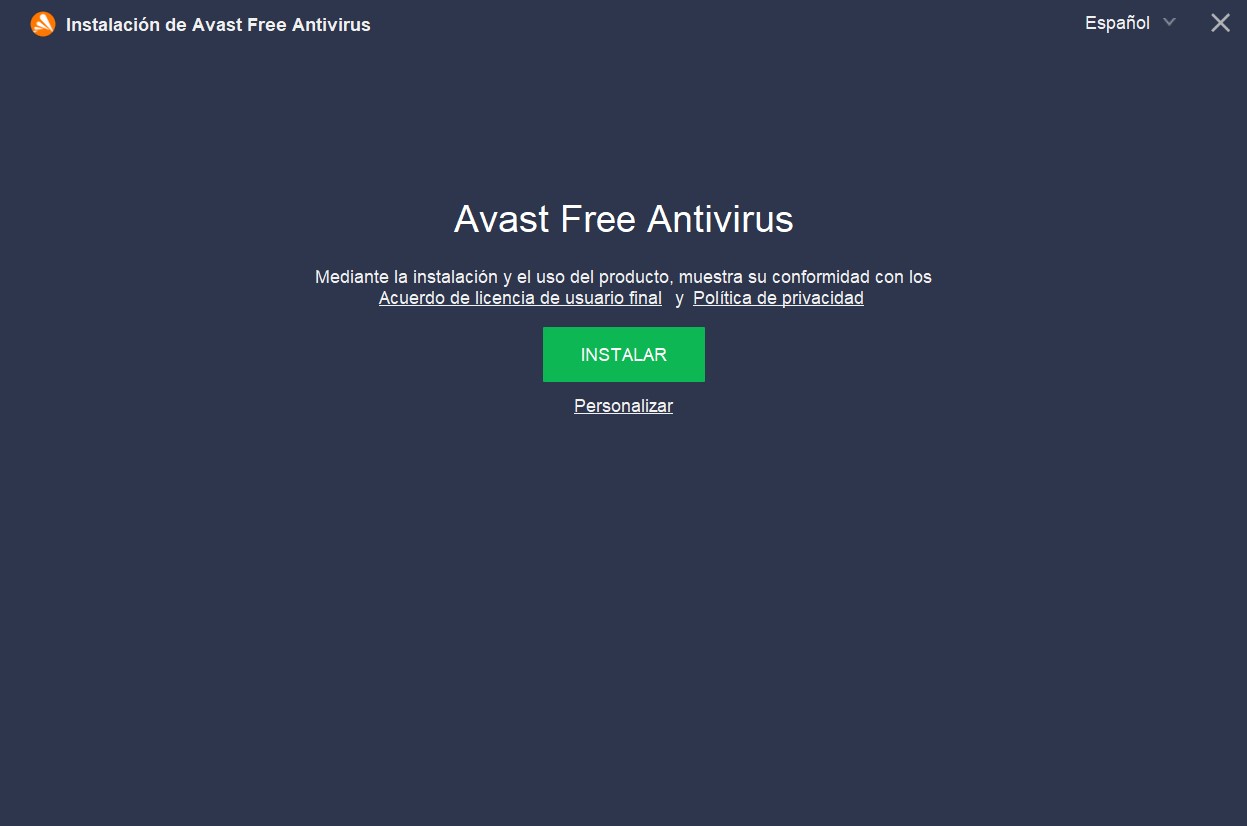 Instalación de Avast Free Antivirus
Español
Avast Free Antivirus
Mediante la instalación y el uso del producto, muestra su conformidad con los
Acuerdo de licencia de usuario final y Política de privacidad
INSTALAR
Personalizar